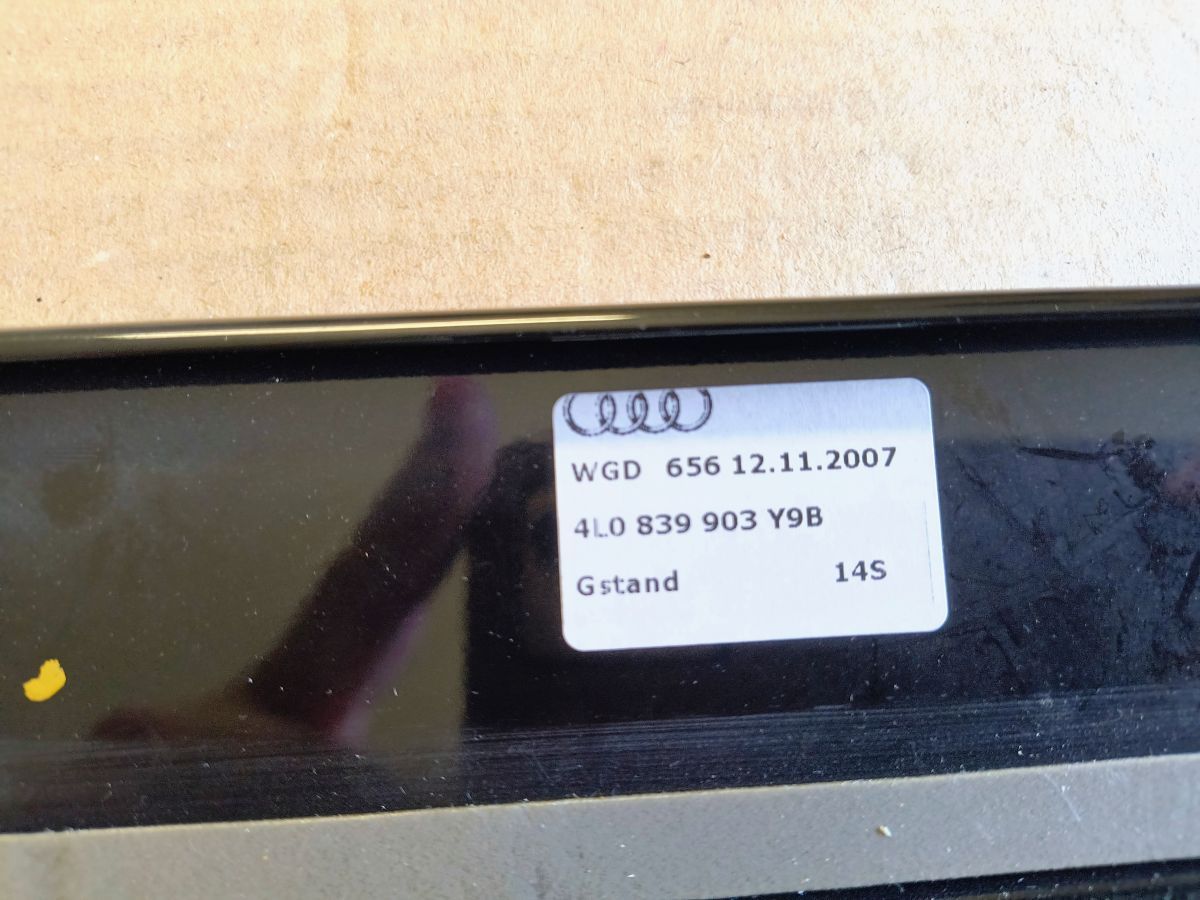 WGD 656 12.11.2007
4L0 839 903 Y9B
Gstand 14S